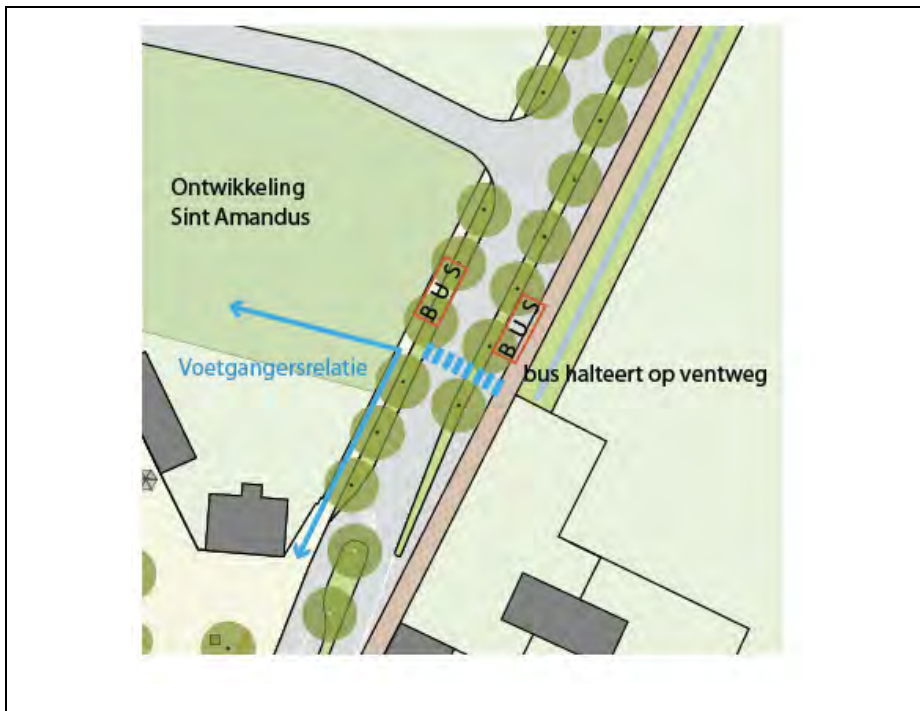 Ontwikkeling
Sint Amandus
BUS
BUS
Voetgangersrelatie
bus halteert op ventweg